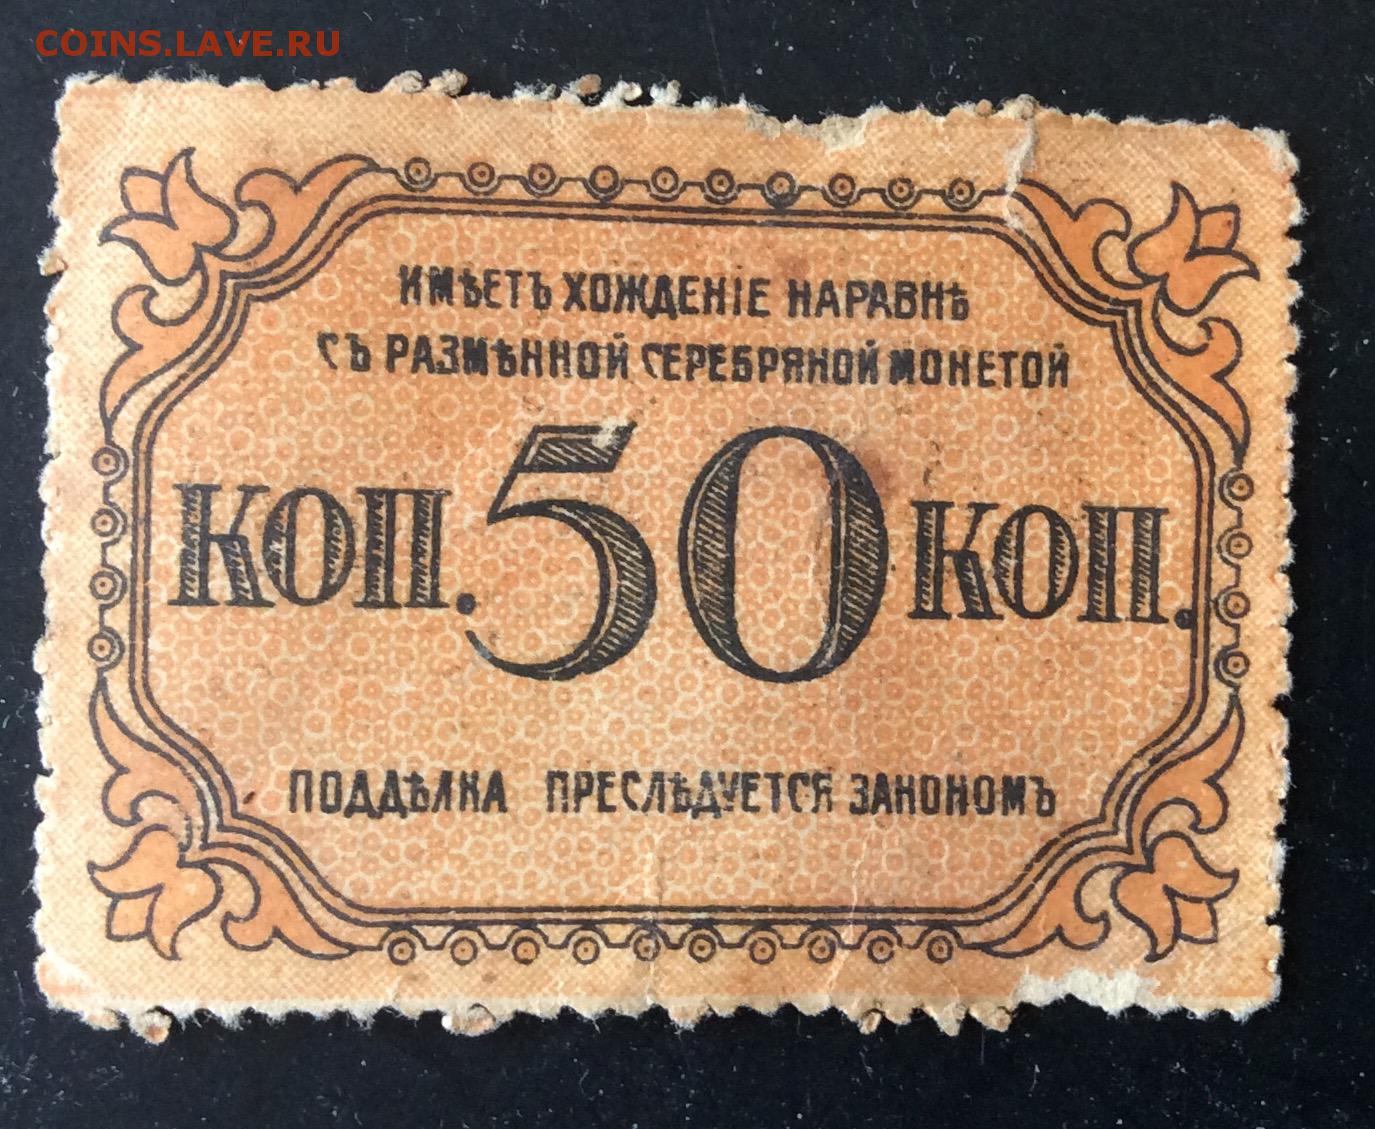 COINS.LAVE.RU
ИМѢЕТЪ ХОЖДЕНІЕ НАРАВНѢ
СЪ РАЗМѢННОЙ СЕРЕБРЯНОЙ МОНЕТОЙ
КОП. 50 КОП.
ПОДДѢЛКА ПРЕСЛѢДУЕТСЯ ЗАКОНОМЪ